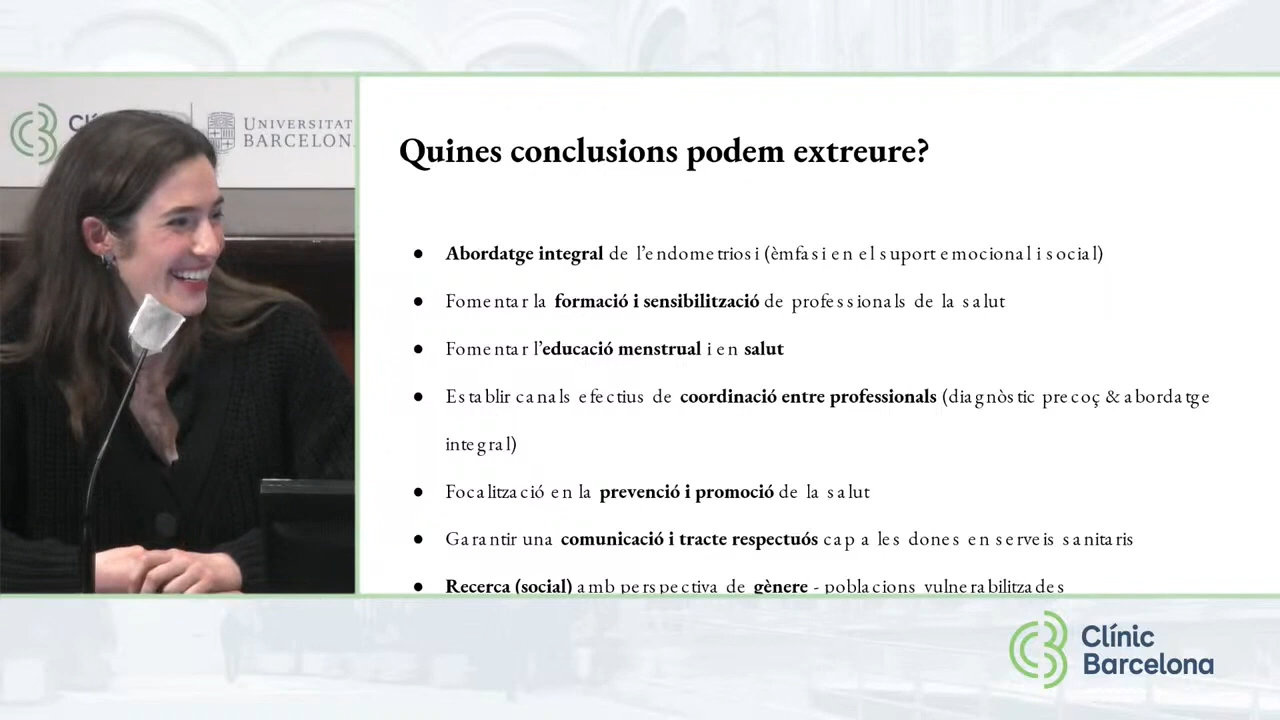 Clí
UNIVERSITAT
BARCELON
Quines conclusions podem extreure?
● Abordatge integral de l'endometriosi (èmfasi en el suport emocional i social)
● Fomentar la formació i sensibilització de professionals de la salut
● Fomentar l'educació menstrual i en salut
● Establir canals efectius de coordinació entre professionals (diagnòstic precoç & abordatge
integral)
● Focalització en la prevenció i promoció de la salut
● Garantir una comunicació i tracte respectuós cap a les dones en serveis sanitaris
● Recerca (social) amb perspectiva de gènere - poblacions vulnerabilitzades
Clínic
Barcelona